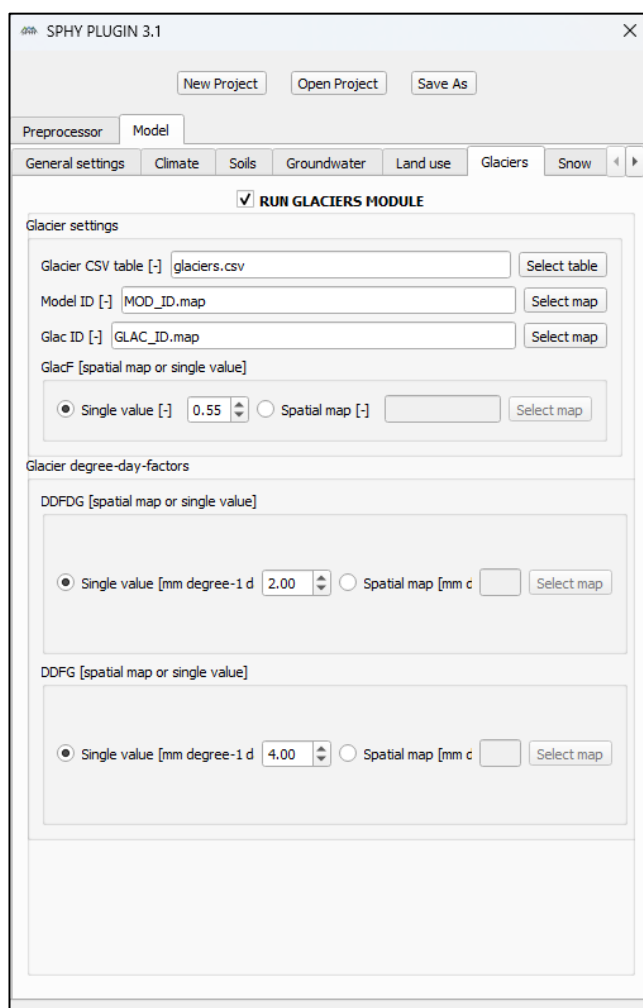 SPHY PLUGIN 3.1
New Project Open Project Save As
Preprocessor Model
General settings Climate Soils Groundwater Land use Glaciers Snow
RUN GLACIERS MODULE
Glacier settings
Glacier CSV table [-] glaciers.csv Select table
Model ID [-] MOD_ID.map Select map
Glac ID [-] GLAC_ID.map Select map
GlacF [spatial map or single value]
Single value [-] 0.55 Spatial map [-] Select map
Glacier degree-day-factors
DDFDG [spatial map or single value]
Single value [mm degree-1 d 2.00 Spatial map [mm d Select map
DDFG [spatial map or single value]
Single value [mm degree-1 d 4.00 Spatial map [mm d Select map